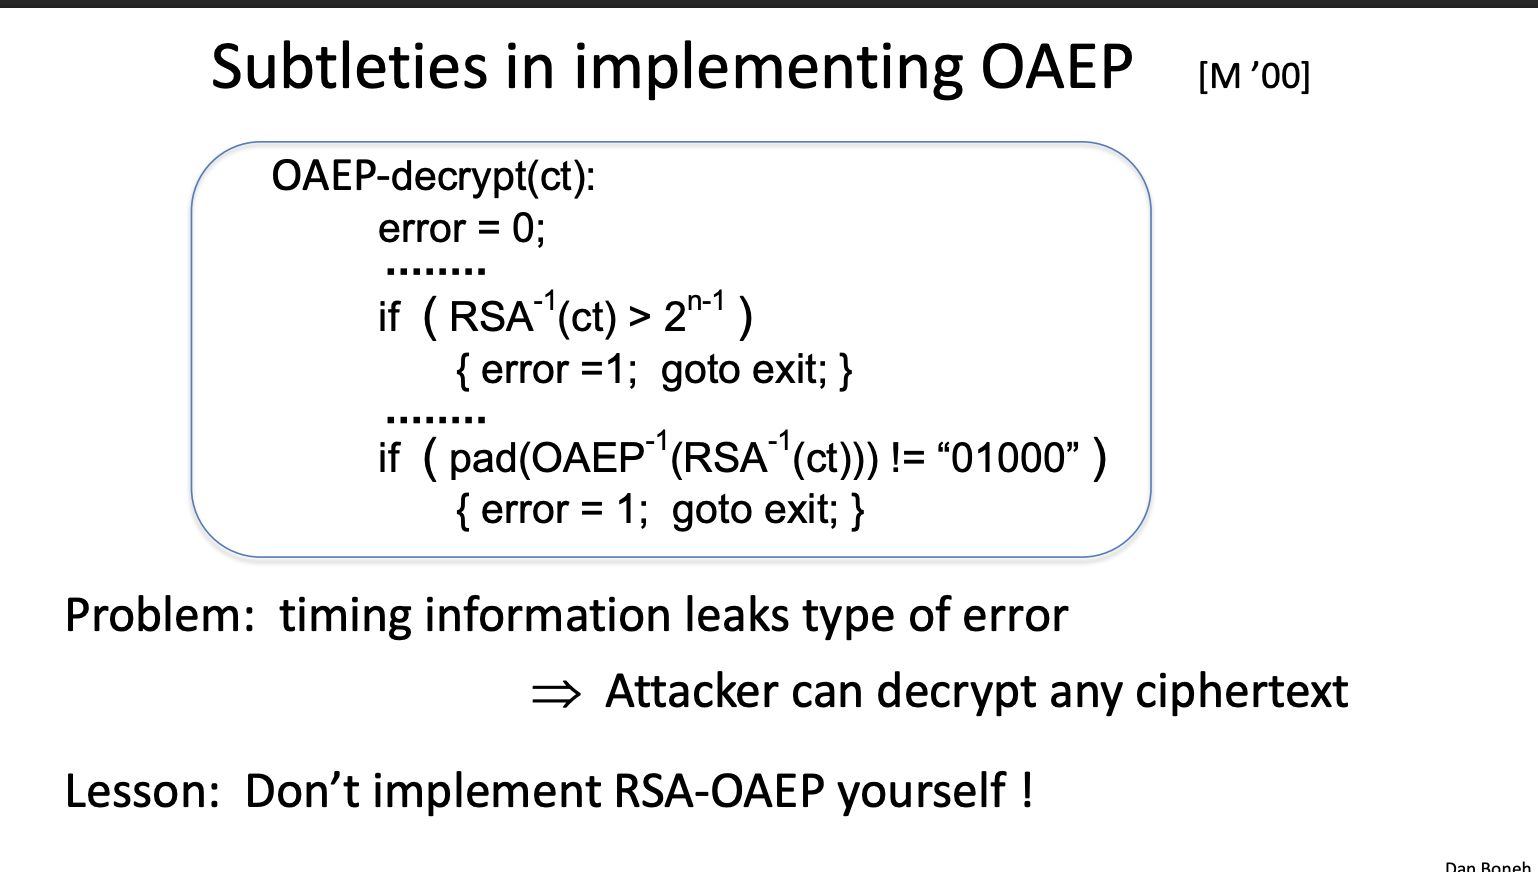 Subtleties in implementing OAEP [M ’00]
OAEP-decrypt(ct):
error = 0;
........
if ( RSA⁻¹(ct) > 2ⁿ⁻¹ )
{ error =1; goto exit; }
........
if ( pad(OAEP⁻¹(RSA⁻¹(ct))) != “01000” )
{ error = 1; goto exit; }
Problem: timing information leaks type of error
⇒ Attacker can decrypt any ciphertext
Lesson: Don’t implement RSA-OAEP yourself !
Dan Boneh